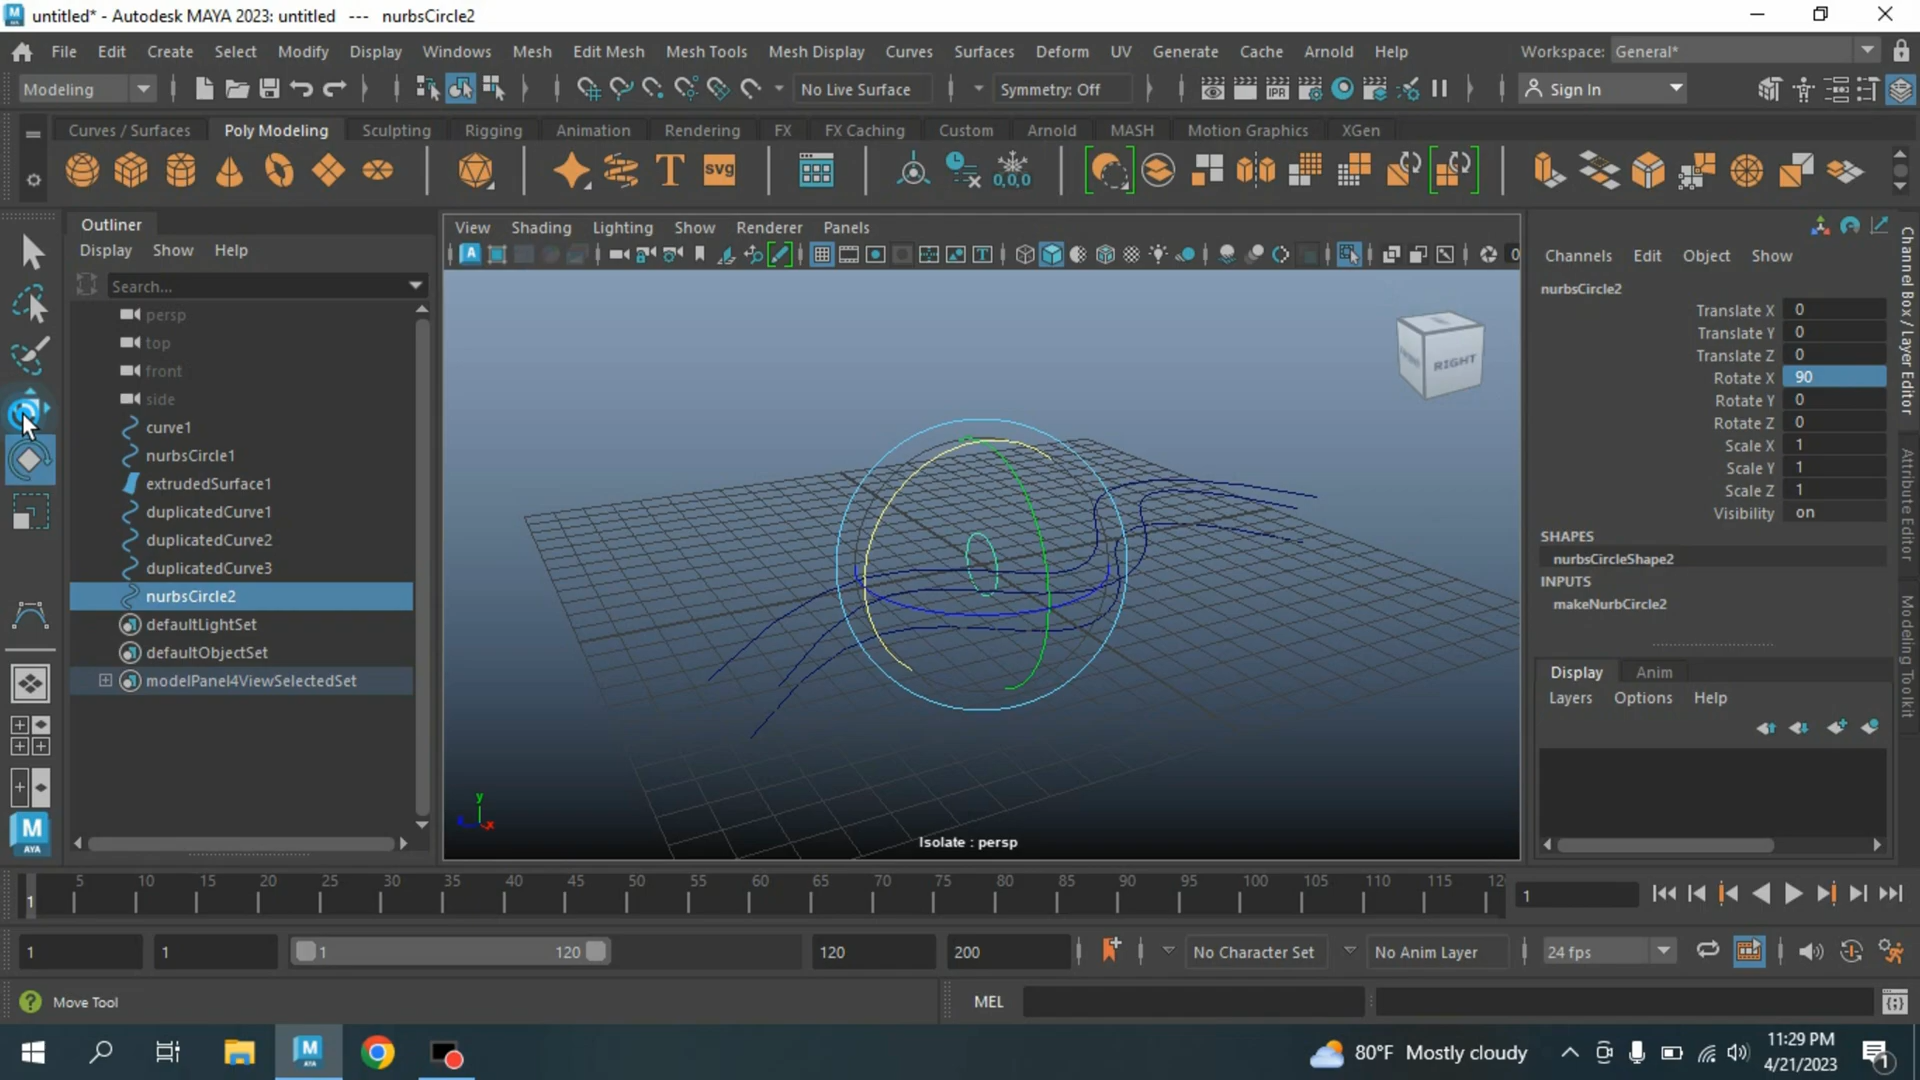 untitled* - Autodesk MAYA 2023: untitled --- nurbsCircle2
File Edit Create Select Modify Display Windows Mesh Edit Mesh Mesh Tools Mesh Display Curves Surfaces Deform UV Generate Cache Arnold Help Workspace: General*
Modeling No Live Surface Symmetry: Off IPR Sign In
Curves / Surfaces Poly Modeling Sculpting Rigging Animation Rendering FX FX Caching Custom Arnold MASH Motion Graphics XGen
T SVG 0,0,0
Outliner
Display Show Help
Search...
persp
top
front
side
curve1
nurbsCircle1
extrudedSurface1
duplicatedCurve1
duplicatedCurve2
duplicatedCurve3
nurbsCircle2
defaultLightSet
defaultObjectSet
modelPanel4ViewSelectedSet
View Shading Lighting Show Renderer Panels
RIGHT
y
x
Isolate : persp
Channels Edit Object Show
nurbsCircle2
Translate X 0
Translate Y 0
Translate Z 0
Rotate X 90
Rotate Y 0
Rotate Z 0
Scale X 1
Scale Y 1
Scale Z 1
Visibility on
SHAPES
nurbsCircleShape2
INPUTS
makeNurbCircle2
Display Anim
Layers Options Help
Channel Box / Layer Editor
Attribute Editor
Modeling Toolkit
M
AYA
1 5 10 15 20 25 30 35 40 45 50 55 60 65 70 75 80 85 90 95 100 105 110 115 12
1
1 1 1 120 120 200 No Character Set No Anim Layer 24 fps
Move Tool MEL
80°F Mostly cloudy
11:29 PM
4/21/2023
1